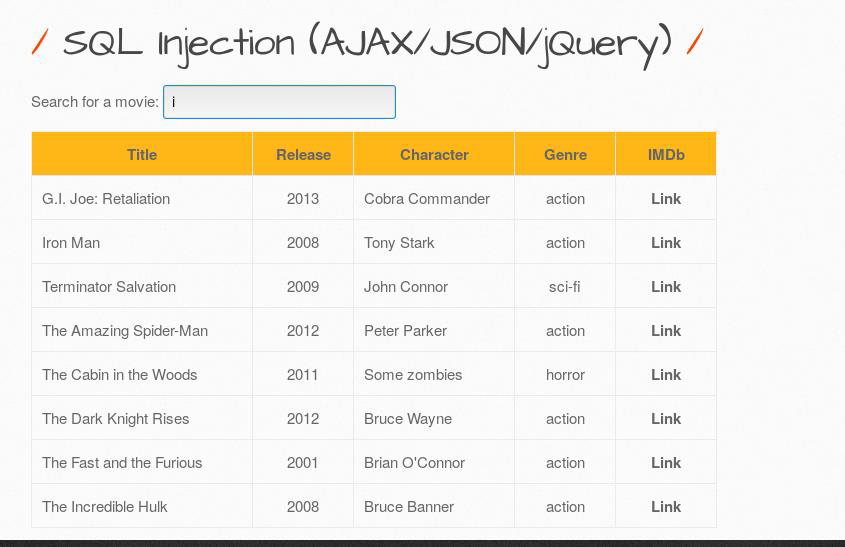 / SQL Injection (AJAX/JSON/jQuery) /
Search for a movie: i
Title Release Character Genre IMDb
G.I. Joe: Retaliation 2013 Cobra Commander action Link
Iron Man 2008 Tony Stark action Link
Terminator Salvation 2009 John Connor sci-fi Link
The Amazing Spider-Man 2012 Peter Parker action Link
The Cabin in the Woods 2011 Some zombies horror Link
The Dark Knight Rises 2012 Bruce Wayne action Link
The Fast and the Furious 2001 Brian O'Connor action Link
The Incredible Hulk 2008 Bruce Banner action Link